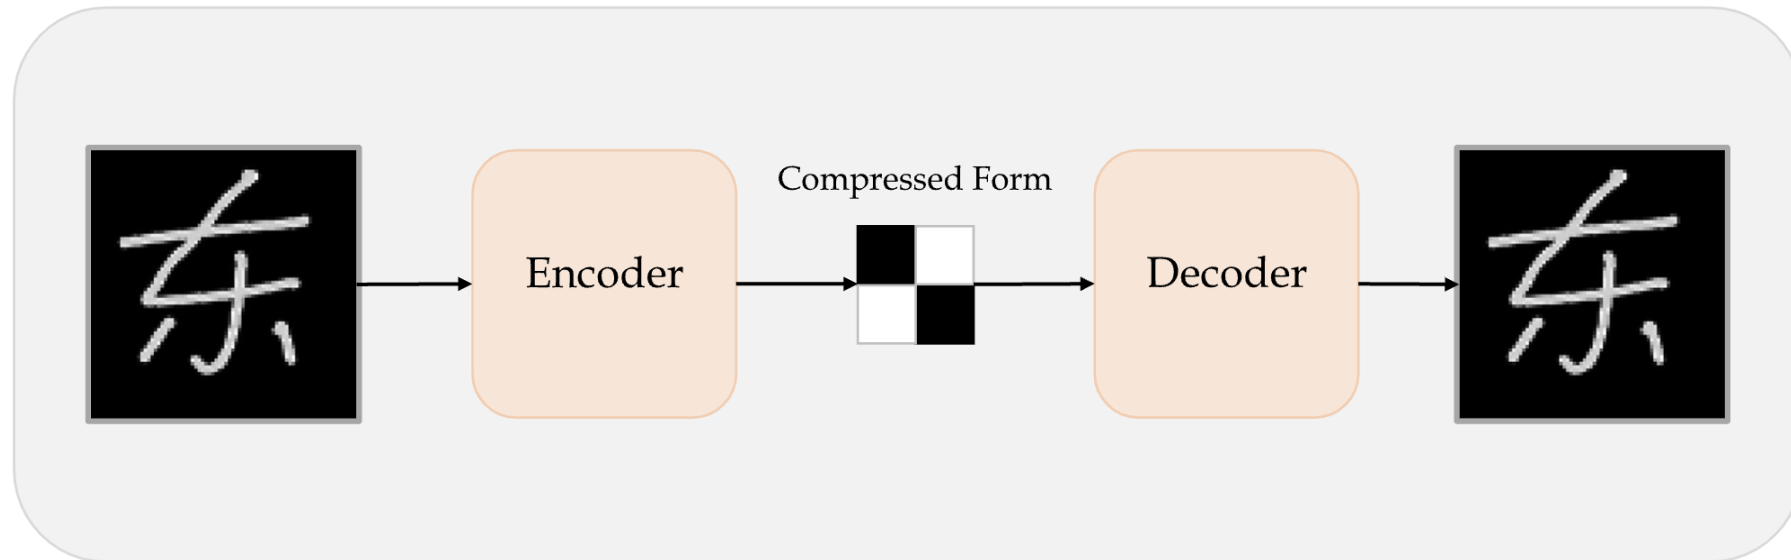 东
Encoder
Compressed Form
Decoder
东